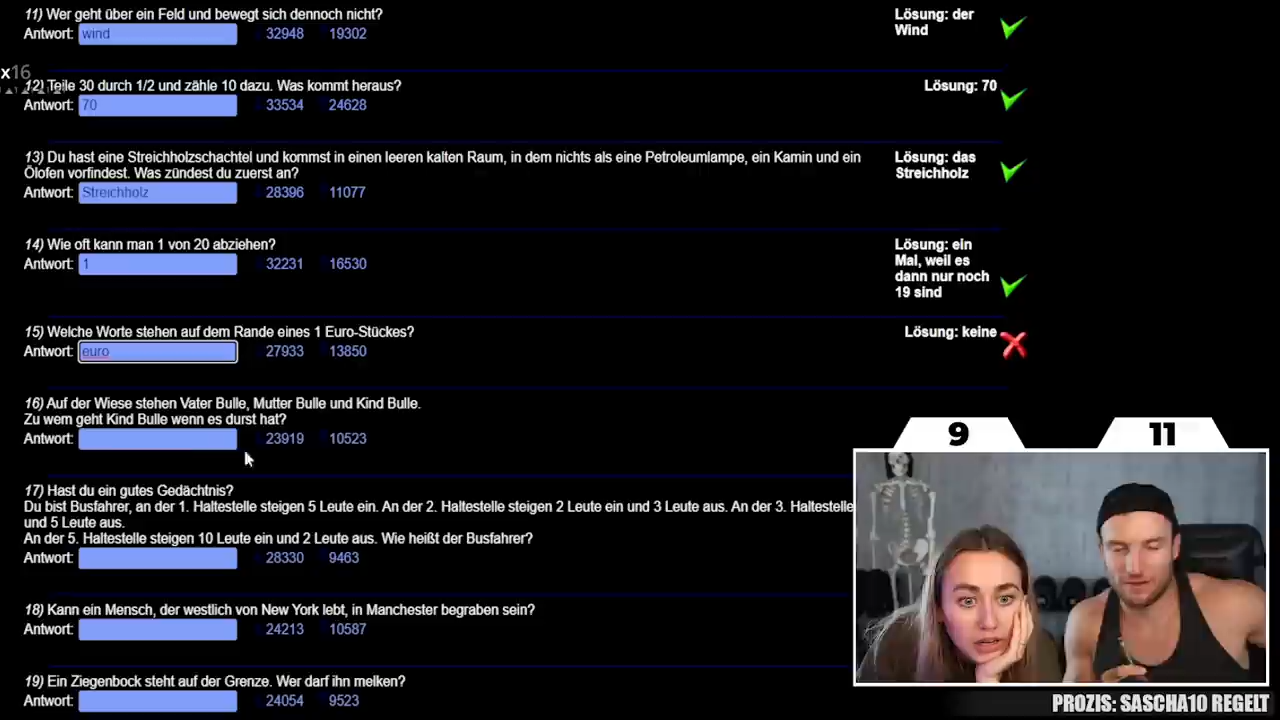 11) Wer geht über ein Feld und bewegt sich dennoch nicht?
Lösung: der
Wind
Antwort: wind 32948 19302
x16
12) Teile 30 durch 1/2 und zähle 10 dazu. Was kommt heraus?
Lösung: 70
Antwort: 70 33534 24628
13) Du hast eine Streichholzschachtel und kommst in einen leeren kalten Raum, in dem nichts als eine Petroleumlampe, ein Kamin und ein
Ölofen vorfindest. Was zündest du zuerst an?
Lösung: das
Streichholz
Antwort: Streichholz 28396 11077
14) Wie oft kann man 1 von 20 abziehen?
Lösung: ein
Mal, weil es
dann nur noch
19 sind
Antwort: 1 32231 16530
15) Welche Worte stehen auf dem Rande eines 1 Euro-Stückes?
Lösung: keine
Antwort: euro 27933 13850
16) Auf der Wiese stehen Vater Bulle, Mutter Bulle und Kind Bulle.
Zu wem geht Kind Bulle wenn es durst hat?
Antwort: 23919 10523
9 11
17) Hast du ein gutes Gedächtnis?
Du bist Busfahrer, an der 1. Haltestelle steigen 5 Leute ein. An der 2. Haltestelle steigen 2 Leute ein und 3 Leute aus. An der 3. Haltestelle
und 5 Leute aus.
An der 5. Haltestelle steigen 10 Leute ein und 2 Leute aus. Wie heißt der Busfahrer?
Antwort: 28330 9463
18) Kann ein Mensch, der westlich von New York lebt, in Manchester begraben sein?
Antwort: 24213 10587
19) Ein Ziegenbock steht auf der Grenze. Wer darf ihn melken?
Antwort: 24054 9523
PROZIS: SASCHA10 REGELT